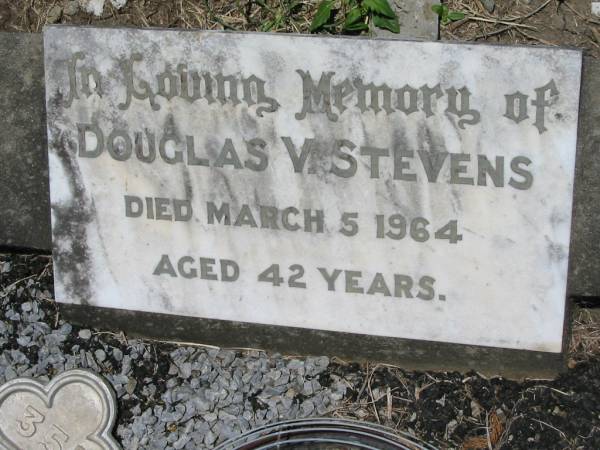 In Loving Memory of
DOUGLAS V. STEVENS
DIED MARCH 5 1964
AGED 42 YEARS.